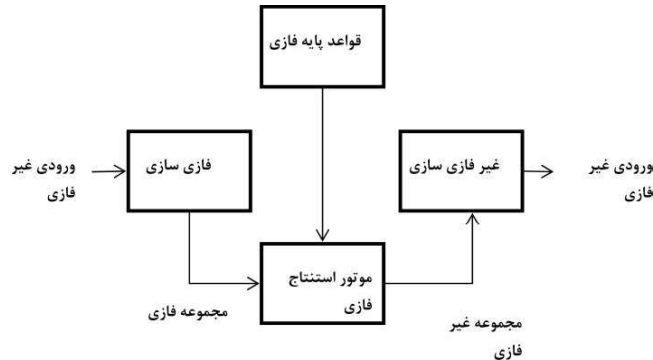 قواعد پایه فازی
فازی سازی
غیر فازی سازی
ورودی غیر
فازی
ورودی غیر
فازی
موتور استنتاج
فازی
مجموعه فازی
مجموعه غیر
فازی